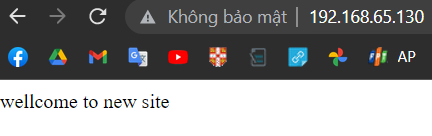 Không bảo mật | 192.168.65.130
AP
wellcome to new site